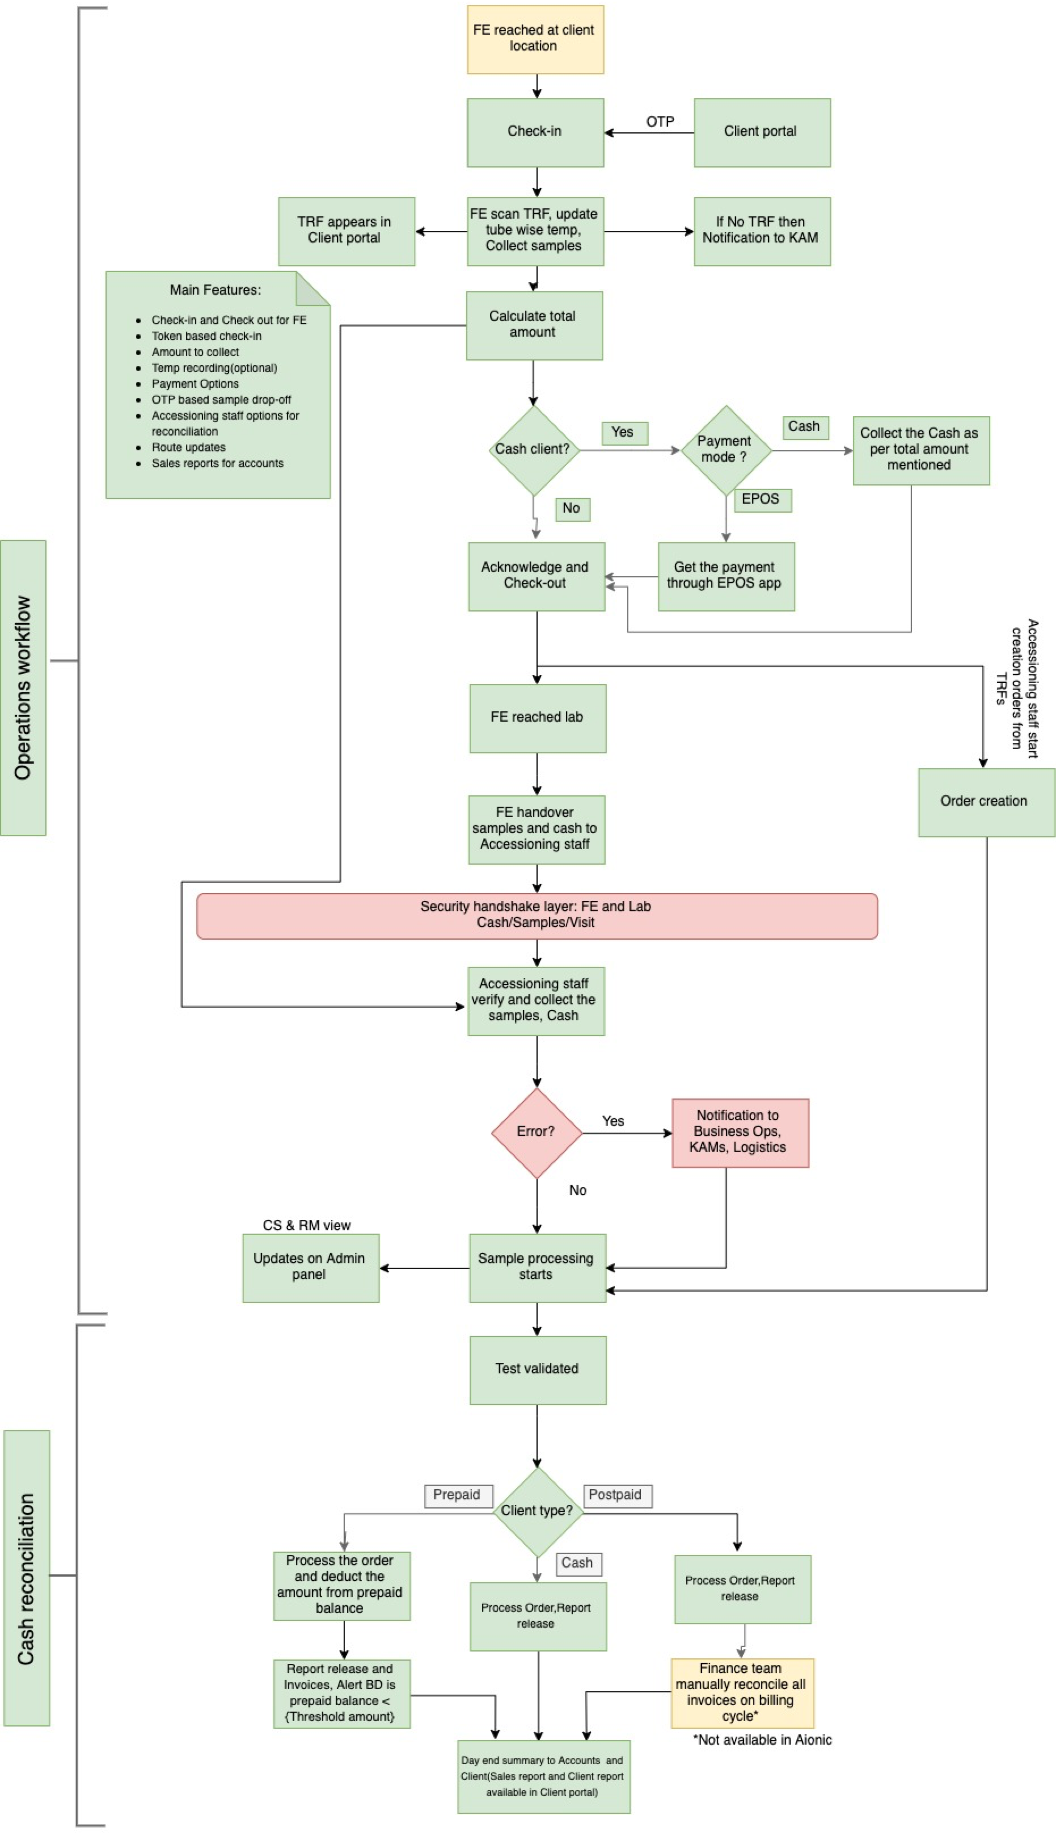 FE reached at client
location
Check-in
OTP
Client portal
TRF appears in
Client portal
FE scan TRF, update
tube wise temp,
Collect samples
If No TRF then
Notification to KAM
Main Features:
• Check-in and Check out for FE
• Token based check-in
• Amount to collect
• Temp recording(optional)
• Payment Options
• OTP based sample drop-off
• Accessioning staff options for
reconciliation
• Route updates
• Sales reports for accounts
Calculate total
amount
Cash client?
Yes
Payment
mode ?
Cash
Collect the Cash as
per total amount
mentioned
No
EPOS
Acknowledge and
Check-out
Get the payment
through EPOS app
Operations workflow
Accessioning staff start
creation orders from
TRFs
FE reached lab
Order creation
FE handover
samples and cash to
Accessioning staff
Security handshake layer: FE and Lab
Cash/Samples/Visit
Accessioning staff
verify and collect the
samples, Cash
Error?
Yes
Notification to
Business Ops,
KAMs, Logistics
No
CS & RM view
Updates on Admin
panel
Sample processing
starts
Test validated
Cash reconciliation
Prepaid
Client type?
Postpaid
Cash
Process the order
and deduct the
amount from prepaid
balance
Process Order,Report
release
Process Order,Report
release
Report release and
Invoices, Alert BD is
prepaid balance <
{Threshold amount}
Finance team
manually reconcile all
invoices on billing
cycle*
*Not available in Aionic
Day end summary to Accounts and
Client(Sales report and Client report
available in Client portal)